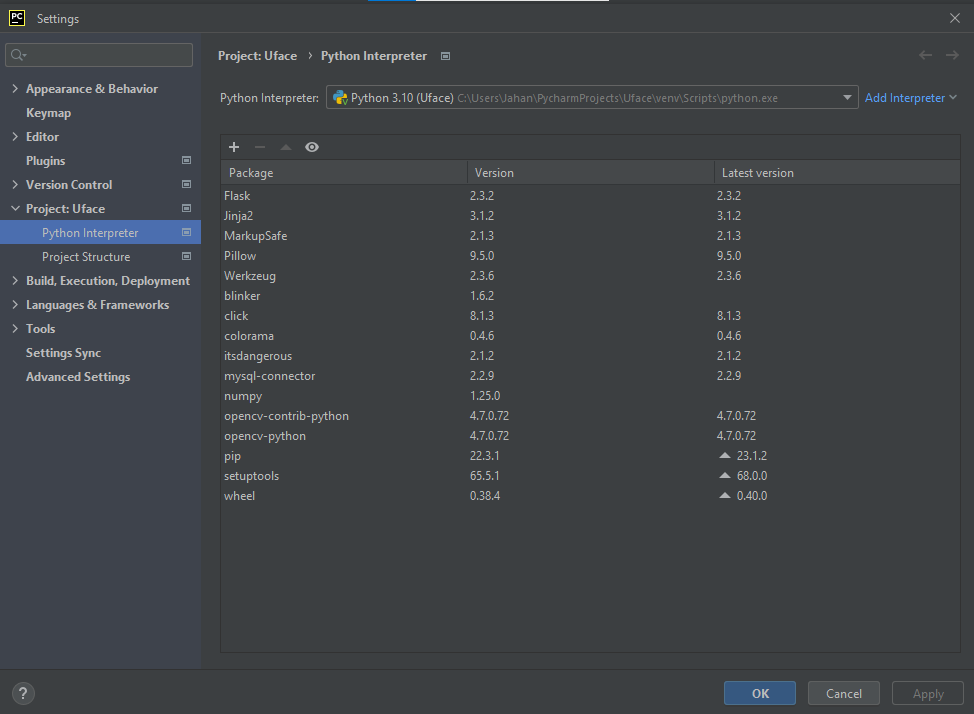 PC
Settings
Appearance & Behavior
Keymap
Editor
Plugins
Version Control
Project: Uface
Python Interpreter
Project Structure
Build, Execution, Deployment
Languages & Frameworks
Tools
Settings Sync
Advanced Settings
Project: Uface › Python Interpreter
Python Interpreter: Python 3.10 (Uface) C:\Users\Jahan\PycharmProjects\Uface\venv\Scripts\python.exe Add Interpreter
Package Version Latest version
Flask 2.3.2 2.3.2
Jinja2 3.1.2 3.1.2
MarkupSafe 2.1.3 2.1.3
Pillow 9.5.0 9.5.0
Werkzeug 2.3.6 2.3.6
blinker 1.6.2
click 8.1.3 8.1.3
colorama 0.4.6 0.4.6
itsdangerous 2.1.2 2.1.2
mysql-connector 2.2.9 2.2.9
numpy 1.25.0
opencv-contrib-python 4.7.0.72 4.7.0.72
opencv-python 4.7.0.72 4.7.0.72
pip 22.3.1 23.1.2
setuptools 65.5.1 68.0.0
wheel 0.38.4 0.40.0
? OK Cancel Apply